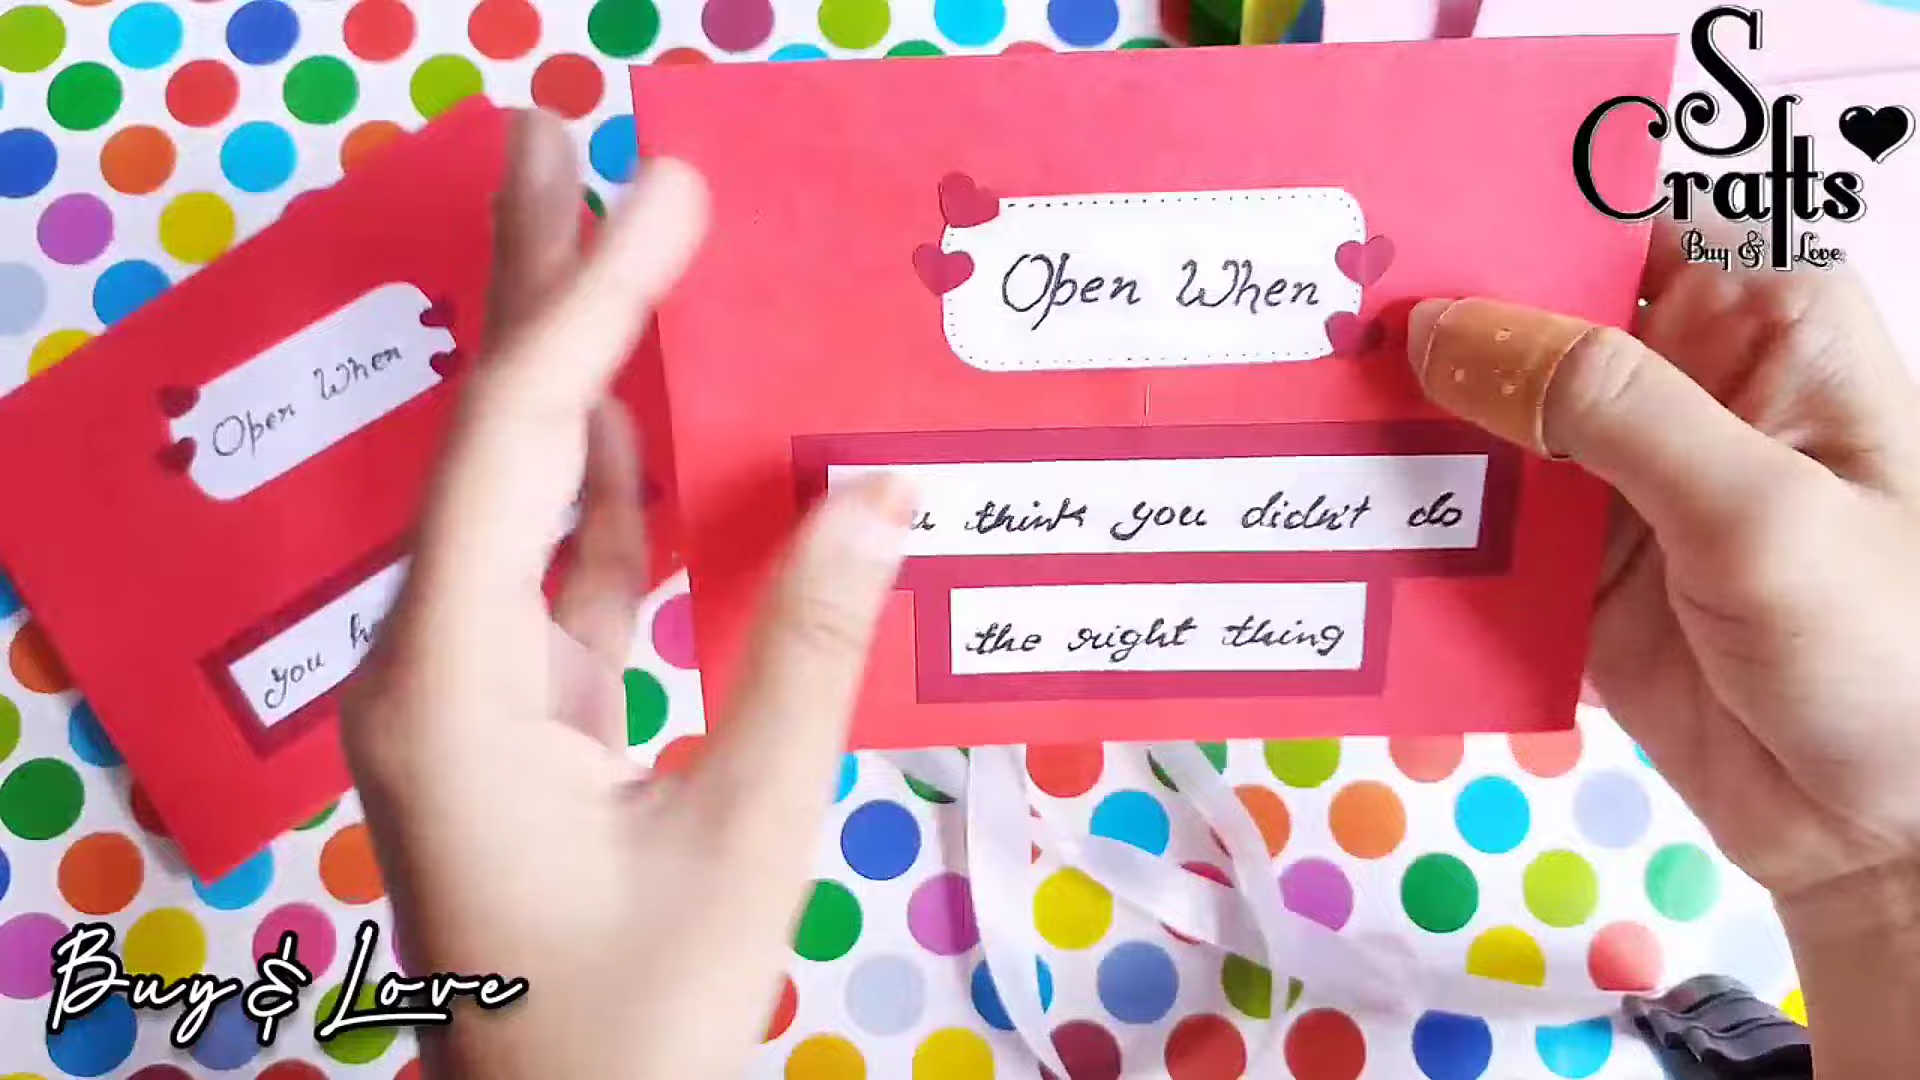 S
Crafts
Buy & Love
Open When
think you didn't do
the right thing
Open When
you
Buy & Love